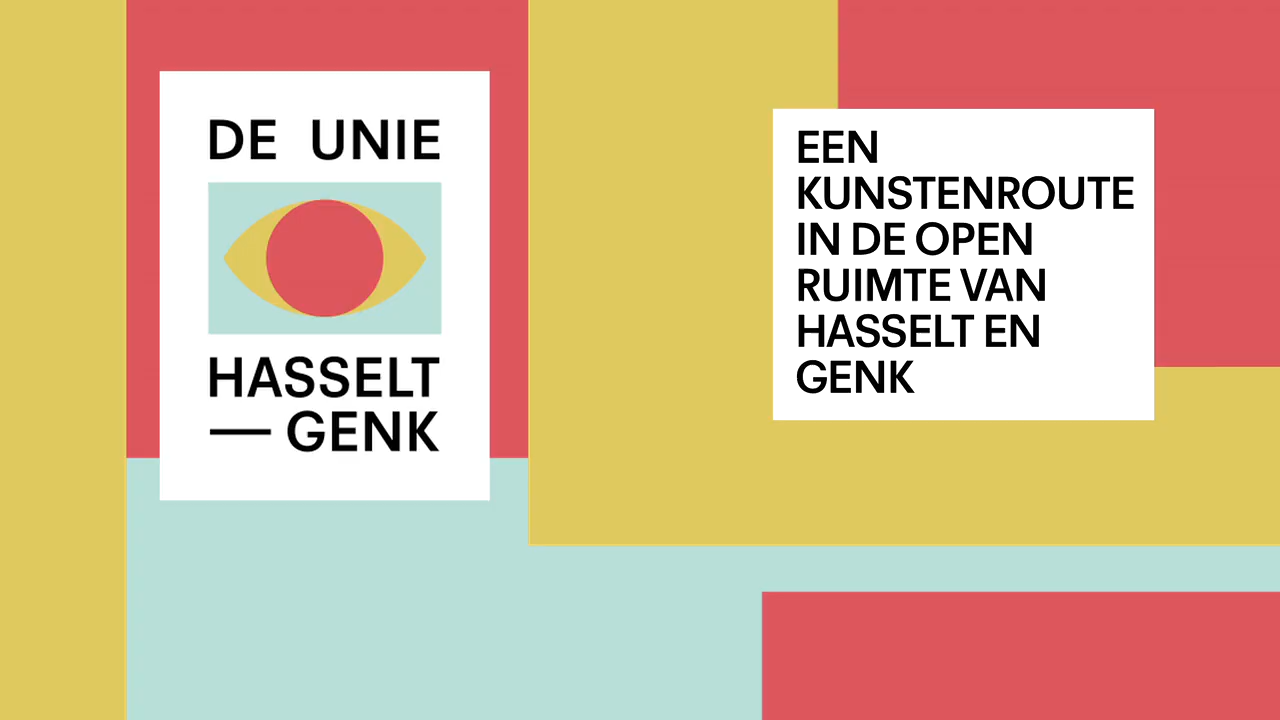 DE UNIE
HASSELT
— GENK
EEN
KUNSTENROUTE
IN DE OPEN
RUIMTE VAN
HASSELT EN
GENK